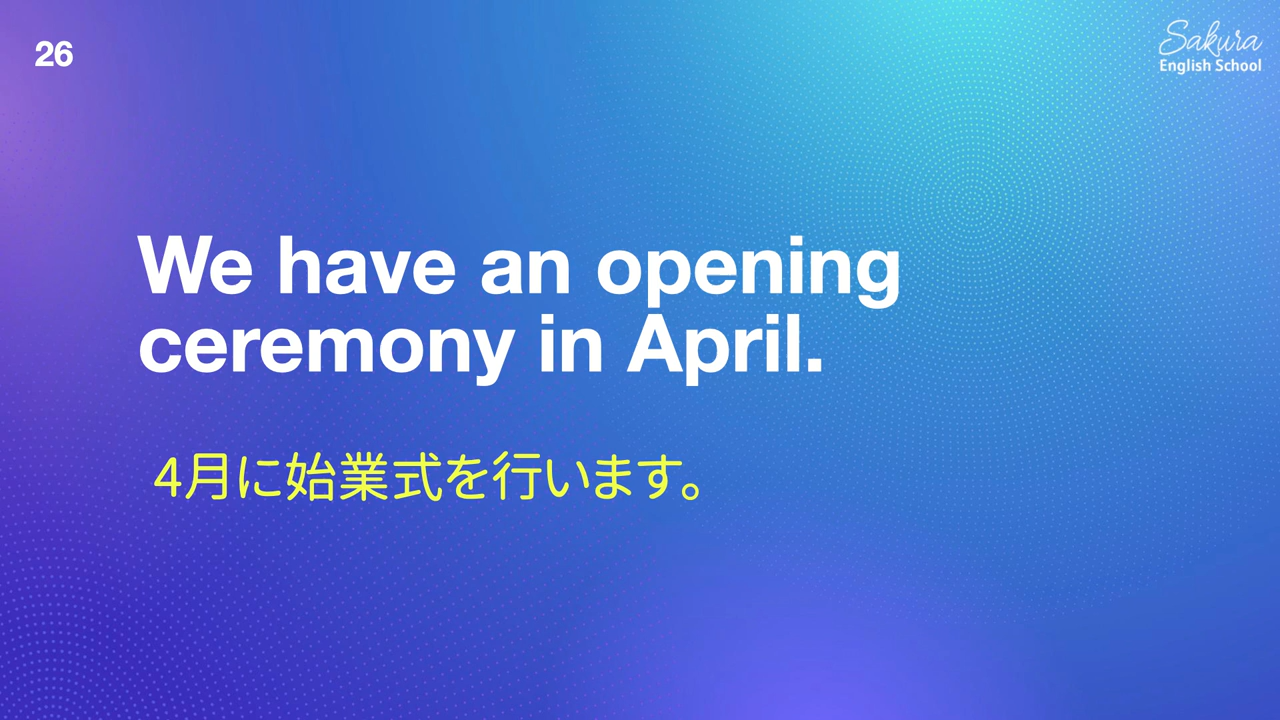 26
Sakura
English School
We have an opening
ceremony in April.
4月に始業式を行います。